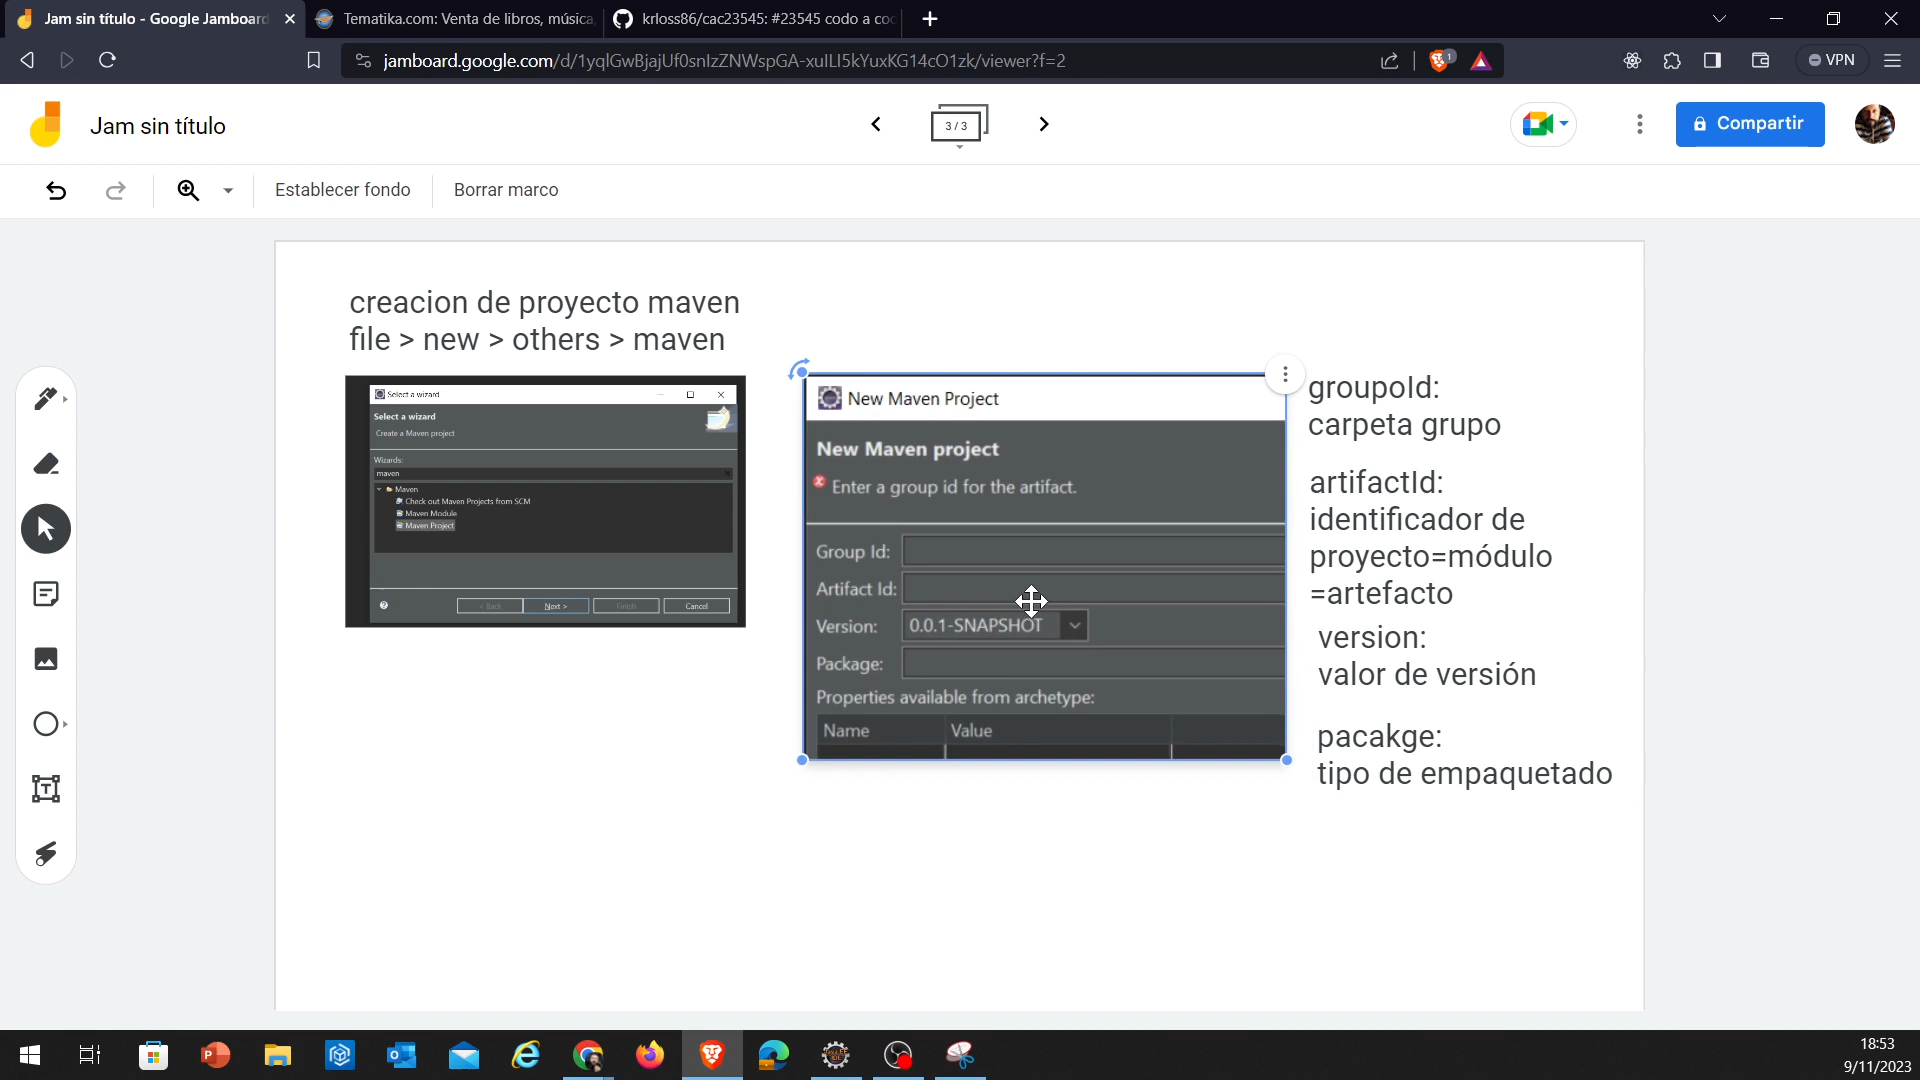 Jam sin título - Google Jamboard
Tematika.com: Venta de libros, música,
krloss86/cac23545: #23545 codo a co
jamboard.google.com/d/1yqlGwBjajUf0snlzZNWspGA-xulLI5kYuxKG14cO1zk/viewer?f=2
1
VPN
Jam sin título
3 / 3
Compartir
Establecer fondo
Borrar marco
creacion de proyecto maven
file > new > others > maven
Select a wizard
Select a wizard
Create a Maven project
Wizards:
maven
Maven
Check out Maven Projects from SCM
Maven Module
Maven Project
< Back
Next >
Finish
Cancel
New Maven Project
New Maven project
Enter a group id for the artifact.
Group Id:
Artifact Id:
Version:
0.0.1-SNAPSHOT
Package:
Properties available from archetype:
Name
Value
groupoId:
carpeta grupo
artifactId:
identificador de
proyecto=módulo
=artefacto
version:
valor de versión
pacakge:
tipo de empaquetado
18:53
9/11/2023